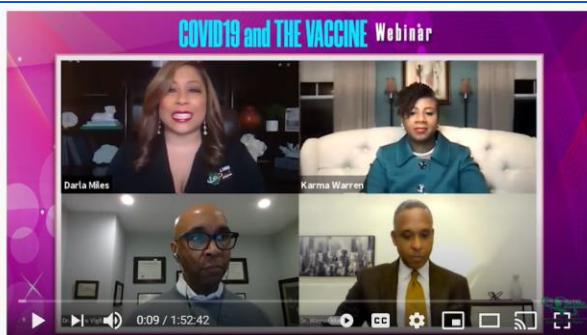 COVID19 and THE VACCINE Webinar
Darla Miles
Karma Warren
0:09 / 1:52:42
CC